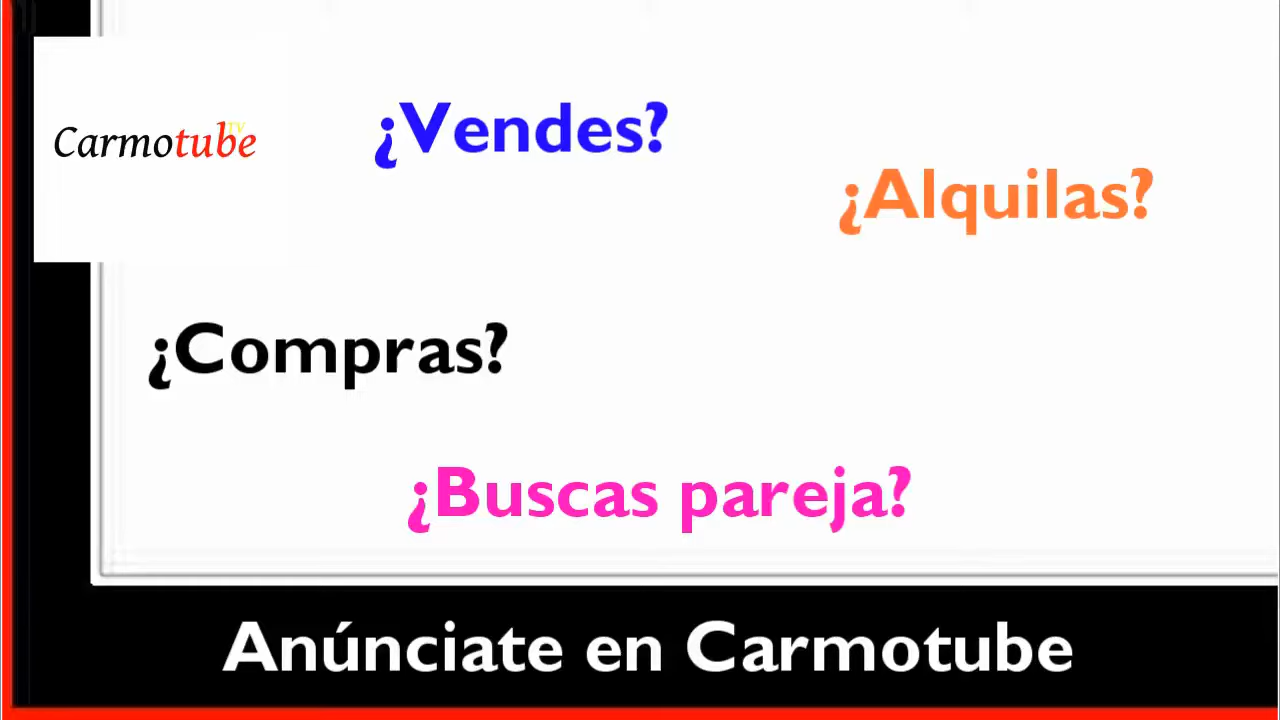 Carmotube
TV
¿Vendes?
¿Alquilas?
¿Compras?
¿Buscas pareja?
Anúnciate en Carmotube